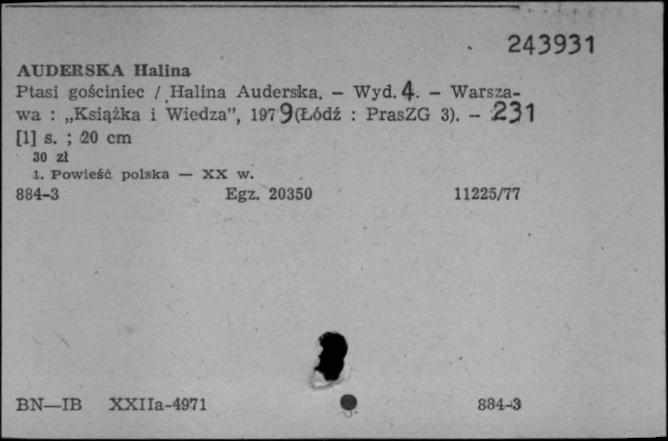 243931
AUDERSKA Halina
Ptasi gościniec / Halina Auderska. — Wyd. 4. — Warsza-
wa : „Książka i Wiedza”, 1979 (Łódź : PrasZG 3). — 231
[1] s. ; 20 cm
30 zł
1. Powieść polska — XX w.
884-3 Egz. 20350 11225/77
BN—IB XXIIa-4971 884-3